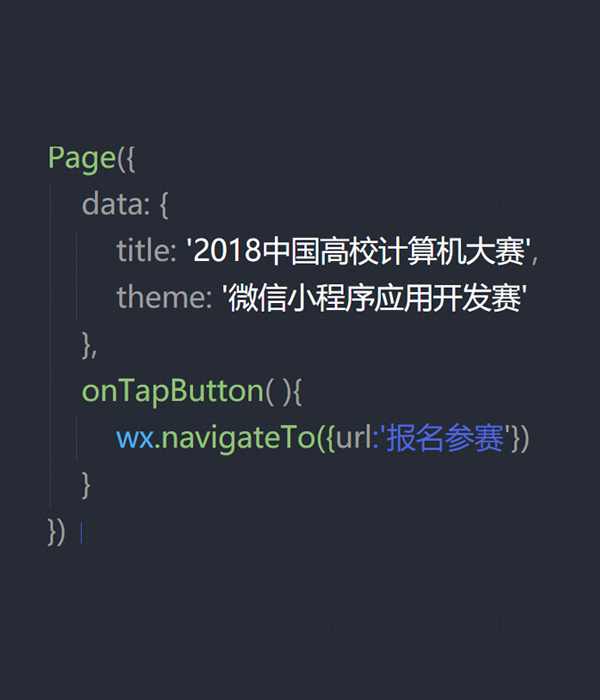 Page({
data: {
title: '2018中国高校计算机大赛',
theme: '微信小程序应用开发赛'
},
onTapButton( ){
wx.navigateTo({url:'报名参赛'})
}
})